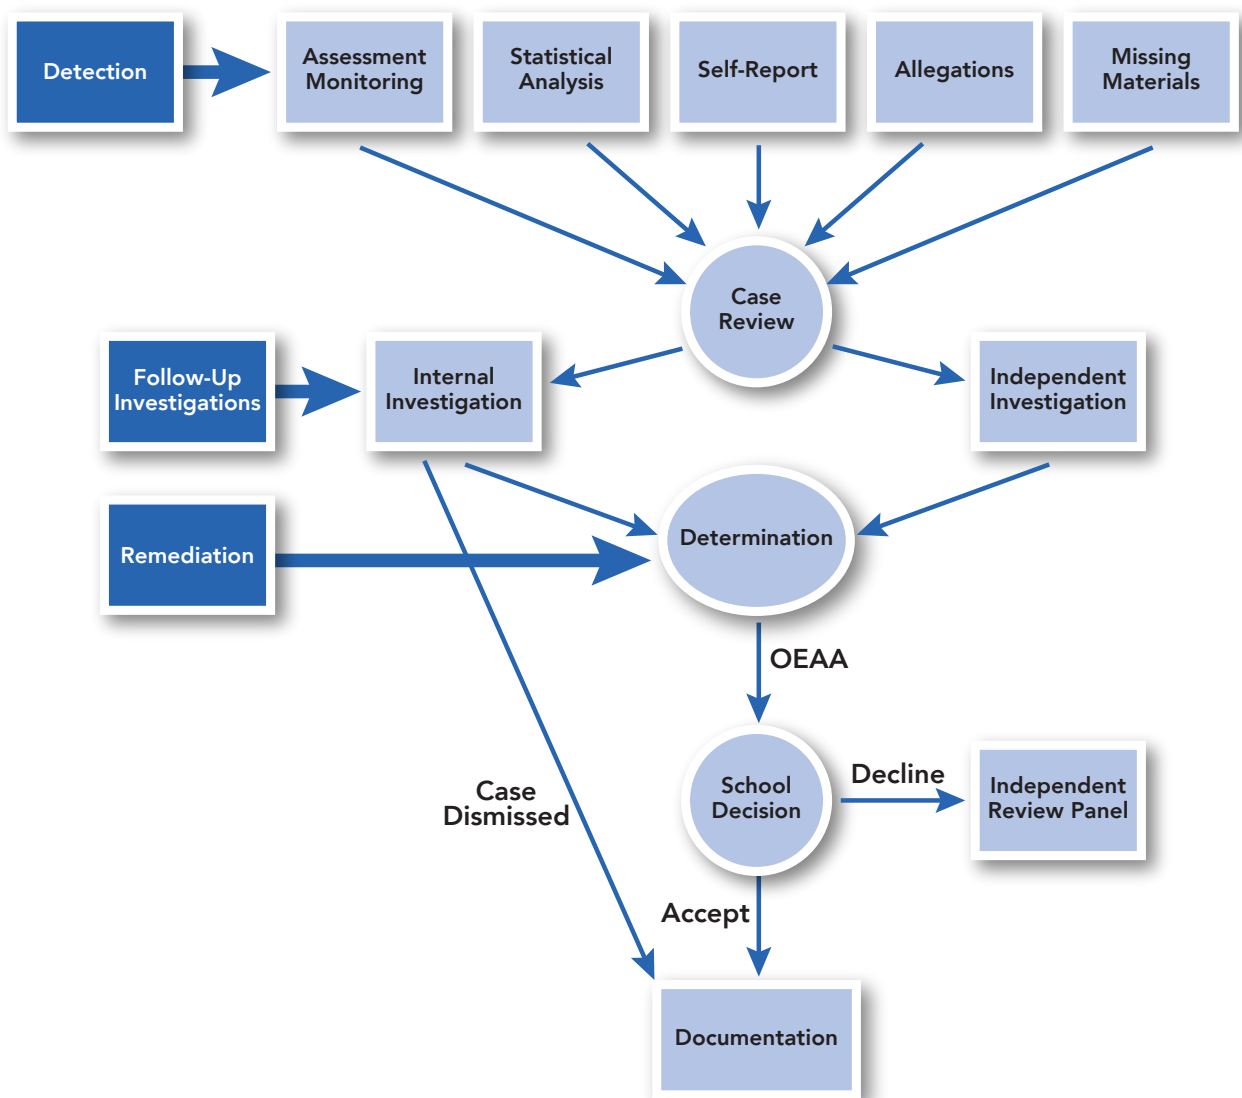 Detection
Assessment
Monitoring
Statistical
Analysis
Self-Report
Allegations
Missing
Materials
Case
Review
Follow-Up
Investigations
Internal
Investigation
Independent
Investigation
Remediation
Determination
OEAA
School
Decision
Decline
Independent
Review Panel
Case
Dismissed
Accept
Documentation